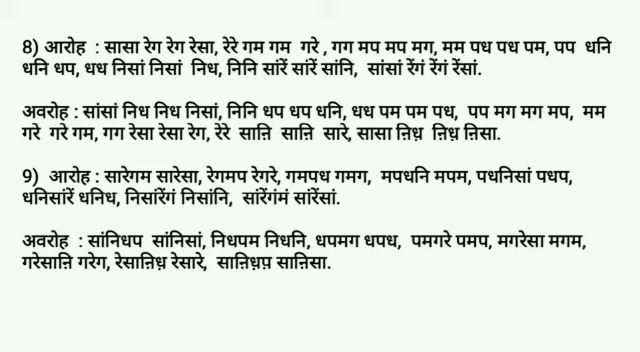 8) आरोह : सासा रेग रेग रेसा, रेरे गम गम गरे , गग मप मप मग, मम पध पध पम, पप धनि
धनि धप, धध निसां निसां निध, निनि सांरें सांरें सांनि, सांसां रेंगं रेंगं रेंसां.
अवरोह : सांसां निध निध निसां, निनि धप धप धनि, धध पम पम पध, पप मग मग मप, मम
गरे गरे गम, गग रेसा रेसा रेग, रेरे साऩि साऩि सारे, सासा ऩिध़ ऩिध़ ऩिसा.
9) आरोह : सारेगम सारेसा, रेगमप रेगरे, गमपध गमग, मपधनि मपम, पधनिसां पधप,
धनिसांरें धनिध, निसांरेंगं निसांनि, सांरेंगंमं सांरेंसां.
अवरोह : सांनिधप सांनिसां, निधपम निधनि, धपमग धपध, पमगरे पमप, मगरेसा मगम,
गरेसाऩि गरेग, रेसाऩिध़ रेसारे, साऩिध़प़ साऩिसा.